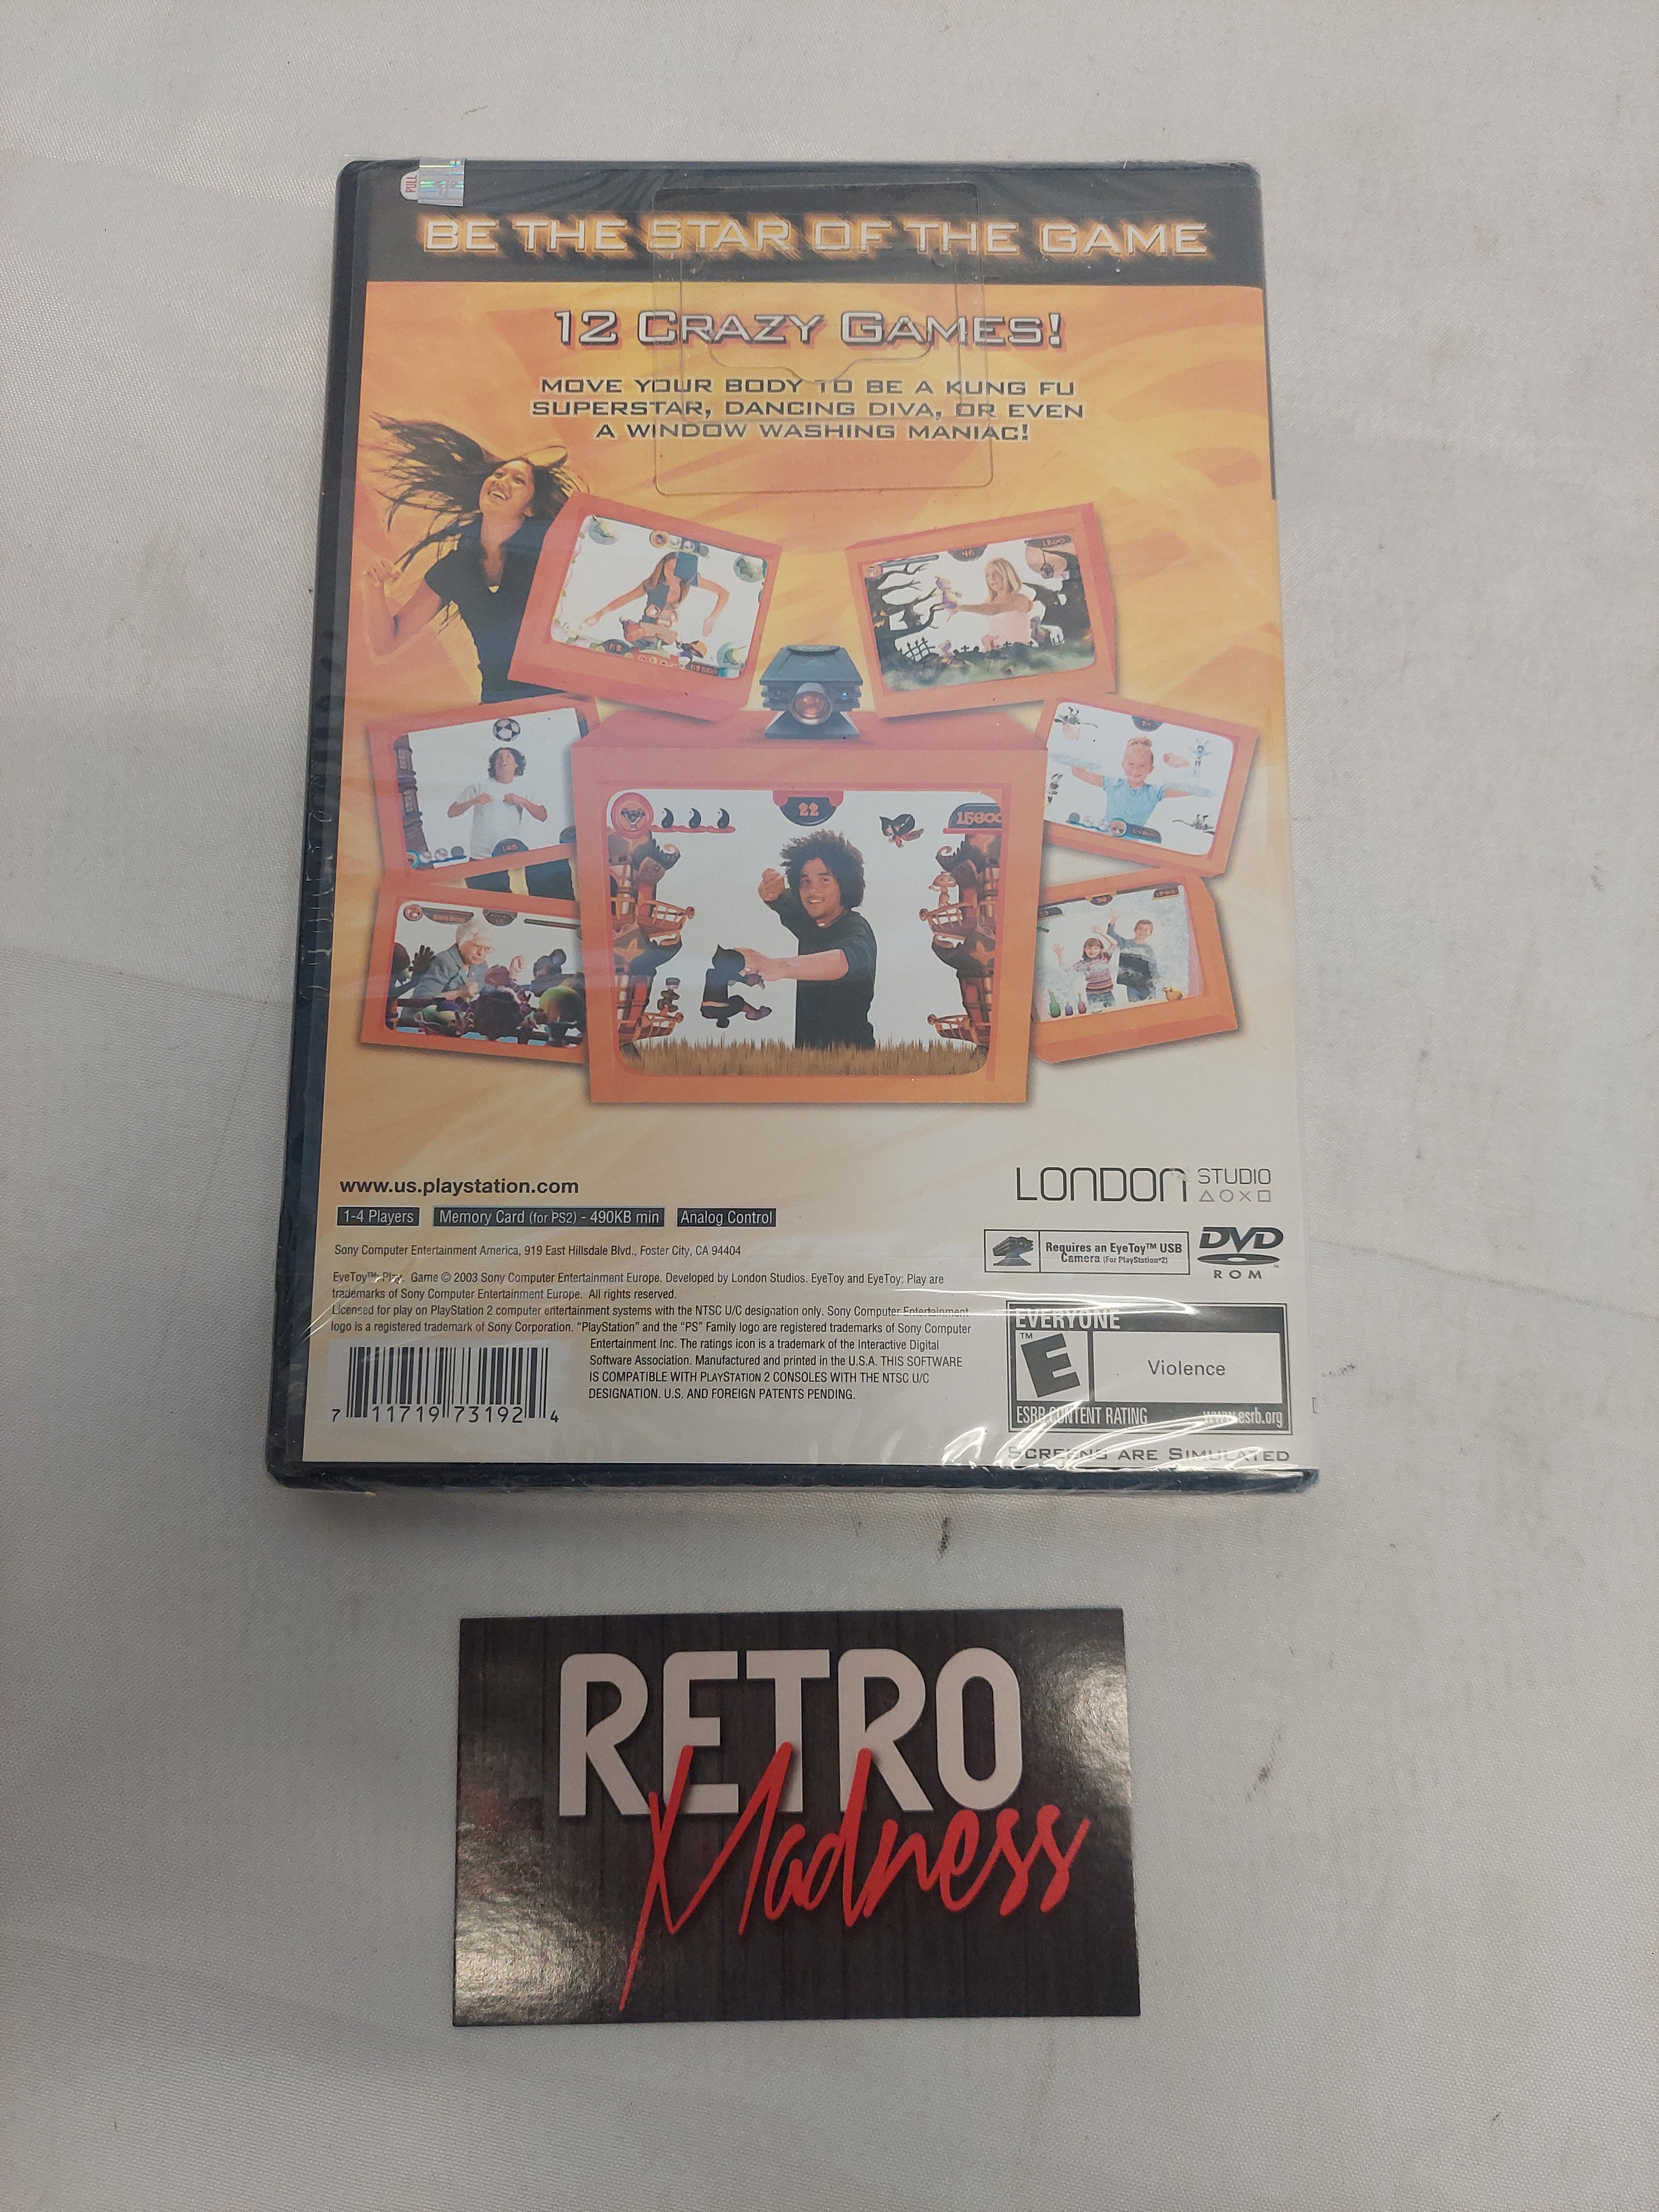 PULL
BE THE STAR OF THE GAME
12 CRAZY GAMES!
MOVE YOUR BODY TO BE A KUNG FU
SUPERSTAR, DANCING DIVA, OR EVEN
A WINDOW WASHING MANIAC!
46
22
15600
www.us.playstation.com
LONDON STUDIO
1-4 Players Memory Card (for PS2) - 490KB min Analog Control
Requires an EyeToy™ USB
Camera (For PlayStation®2)
DVD
ROM
Sony Computer Entertainment America, 919 East Hillsdale Blvd., Foster City, CA 94404
EyeToy™: Play. Game © 2003 Sony Computer Entertainment Europe. Developed by London Studios. EyeToy and EyeToy: Play are
trademarks of Sony Computer Entertainment Europe. All rights reserved.
Licensed for play on PlayStation 2 computer entertainment systems with the NTSC U/C designation only. Sony Computer Entertainment
logo is a registered trademark of Sony Corporation. "PlayStation" and the "PS" Family logo are registered trademarks of Sony Computer
Entertainment Inc. The ratings icon is a trademark of the Interactive Digital
Software Association. Manufactured and printed in the U.S.A. THIS SOFTWARE
IS COMPATIBLE WITH PLAYSTATION 2 CONSOLES WITH THE NTSC U/C
DESIGNATION. U.S. AND FOREIGN PATENTS PENDING.
7 11719 73192 4
EVERYONE
™
E
Violence
ESRB CONTENT RATING www.esrb.org
SCREENS ARE SIMULATED
RETRO
Madness